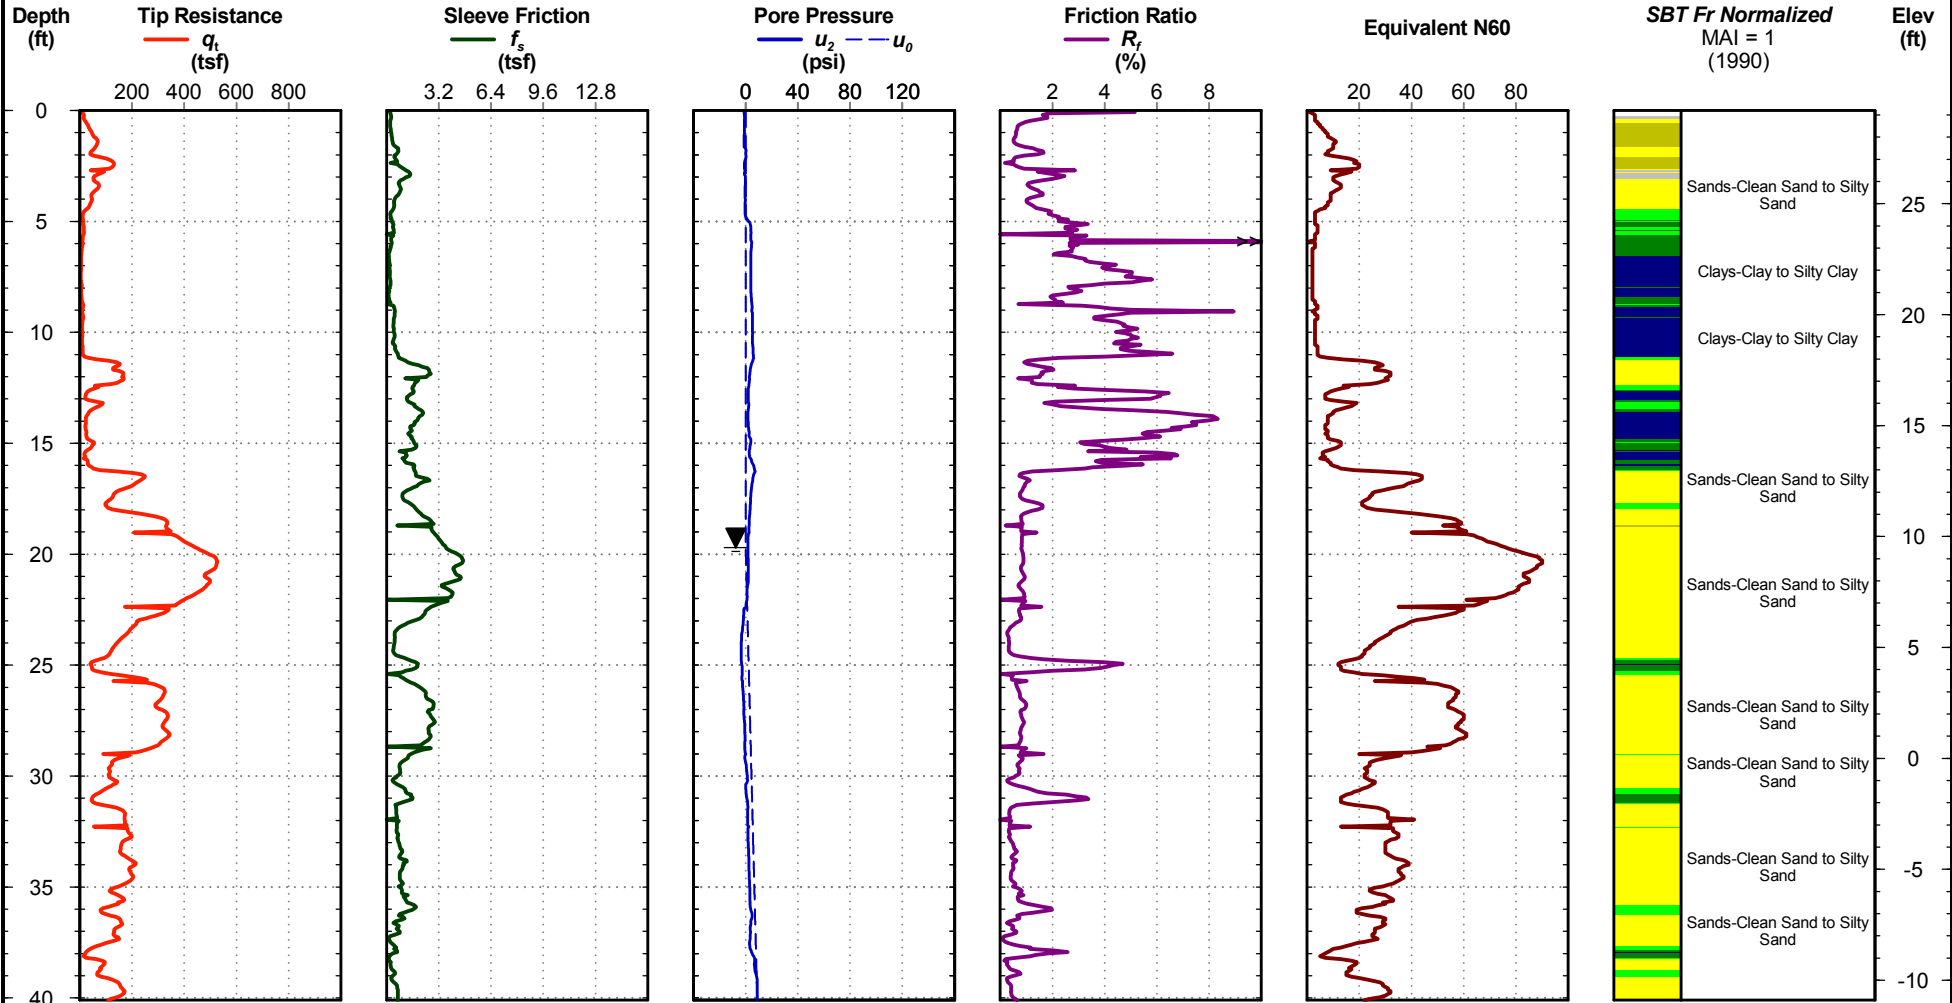 Depth
(ft)
Tip Resistance
qt
(tsf)
Sleeve Friction
fs
(tsf)
Pore Pressure
u2 u0
(psi)
Friction Ratio
Rf
(%)
Equivalent N60
SBT Fr Normalized
MAI = 1
(1990)
Elev
(ft)
200 400 600 800
3.2 6.4 9.6 12.8
0 40 80 120
2 4 6 8
20 40 60 80
0
5
10
15
20
25
30
35
40
Sands-Clean Sand to Silty
Sand
Clays-Clay to Silty Clay
Clays-Clay to Silty Clay
Sands-Clean Sand to Silty
Sand
Sands-Clean Sand to Silty
Sand
Sands-Clean Sand to Silty
Sand
Sands-Clean Sand to Silty
Sand
Sands-Clean Sand to Silty
Sand
Sands-Clean Sand to Silty
Sand
25
20
15
10
5
0
-5
-10